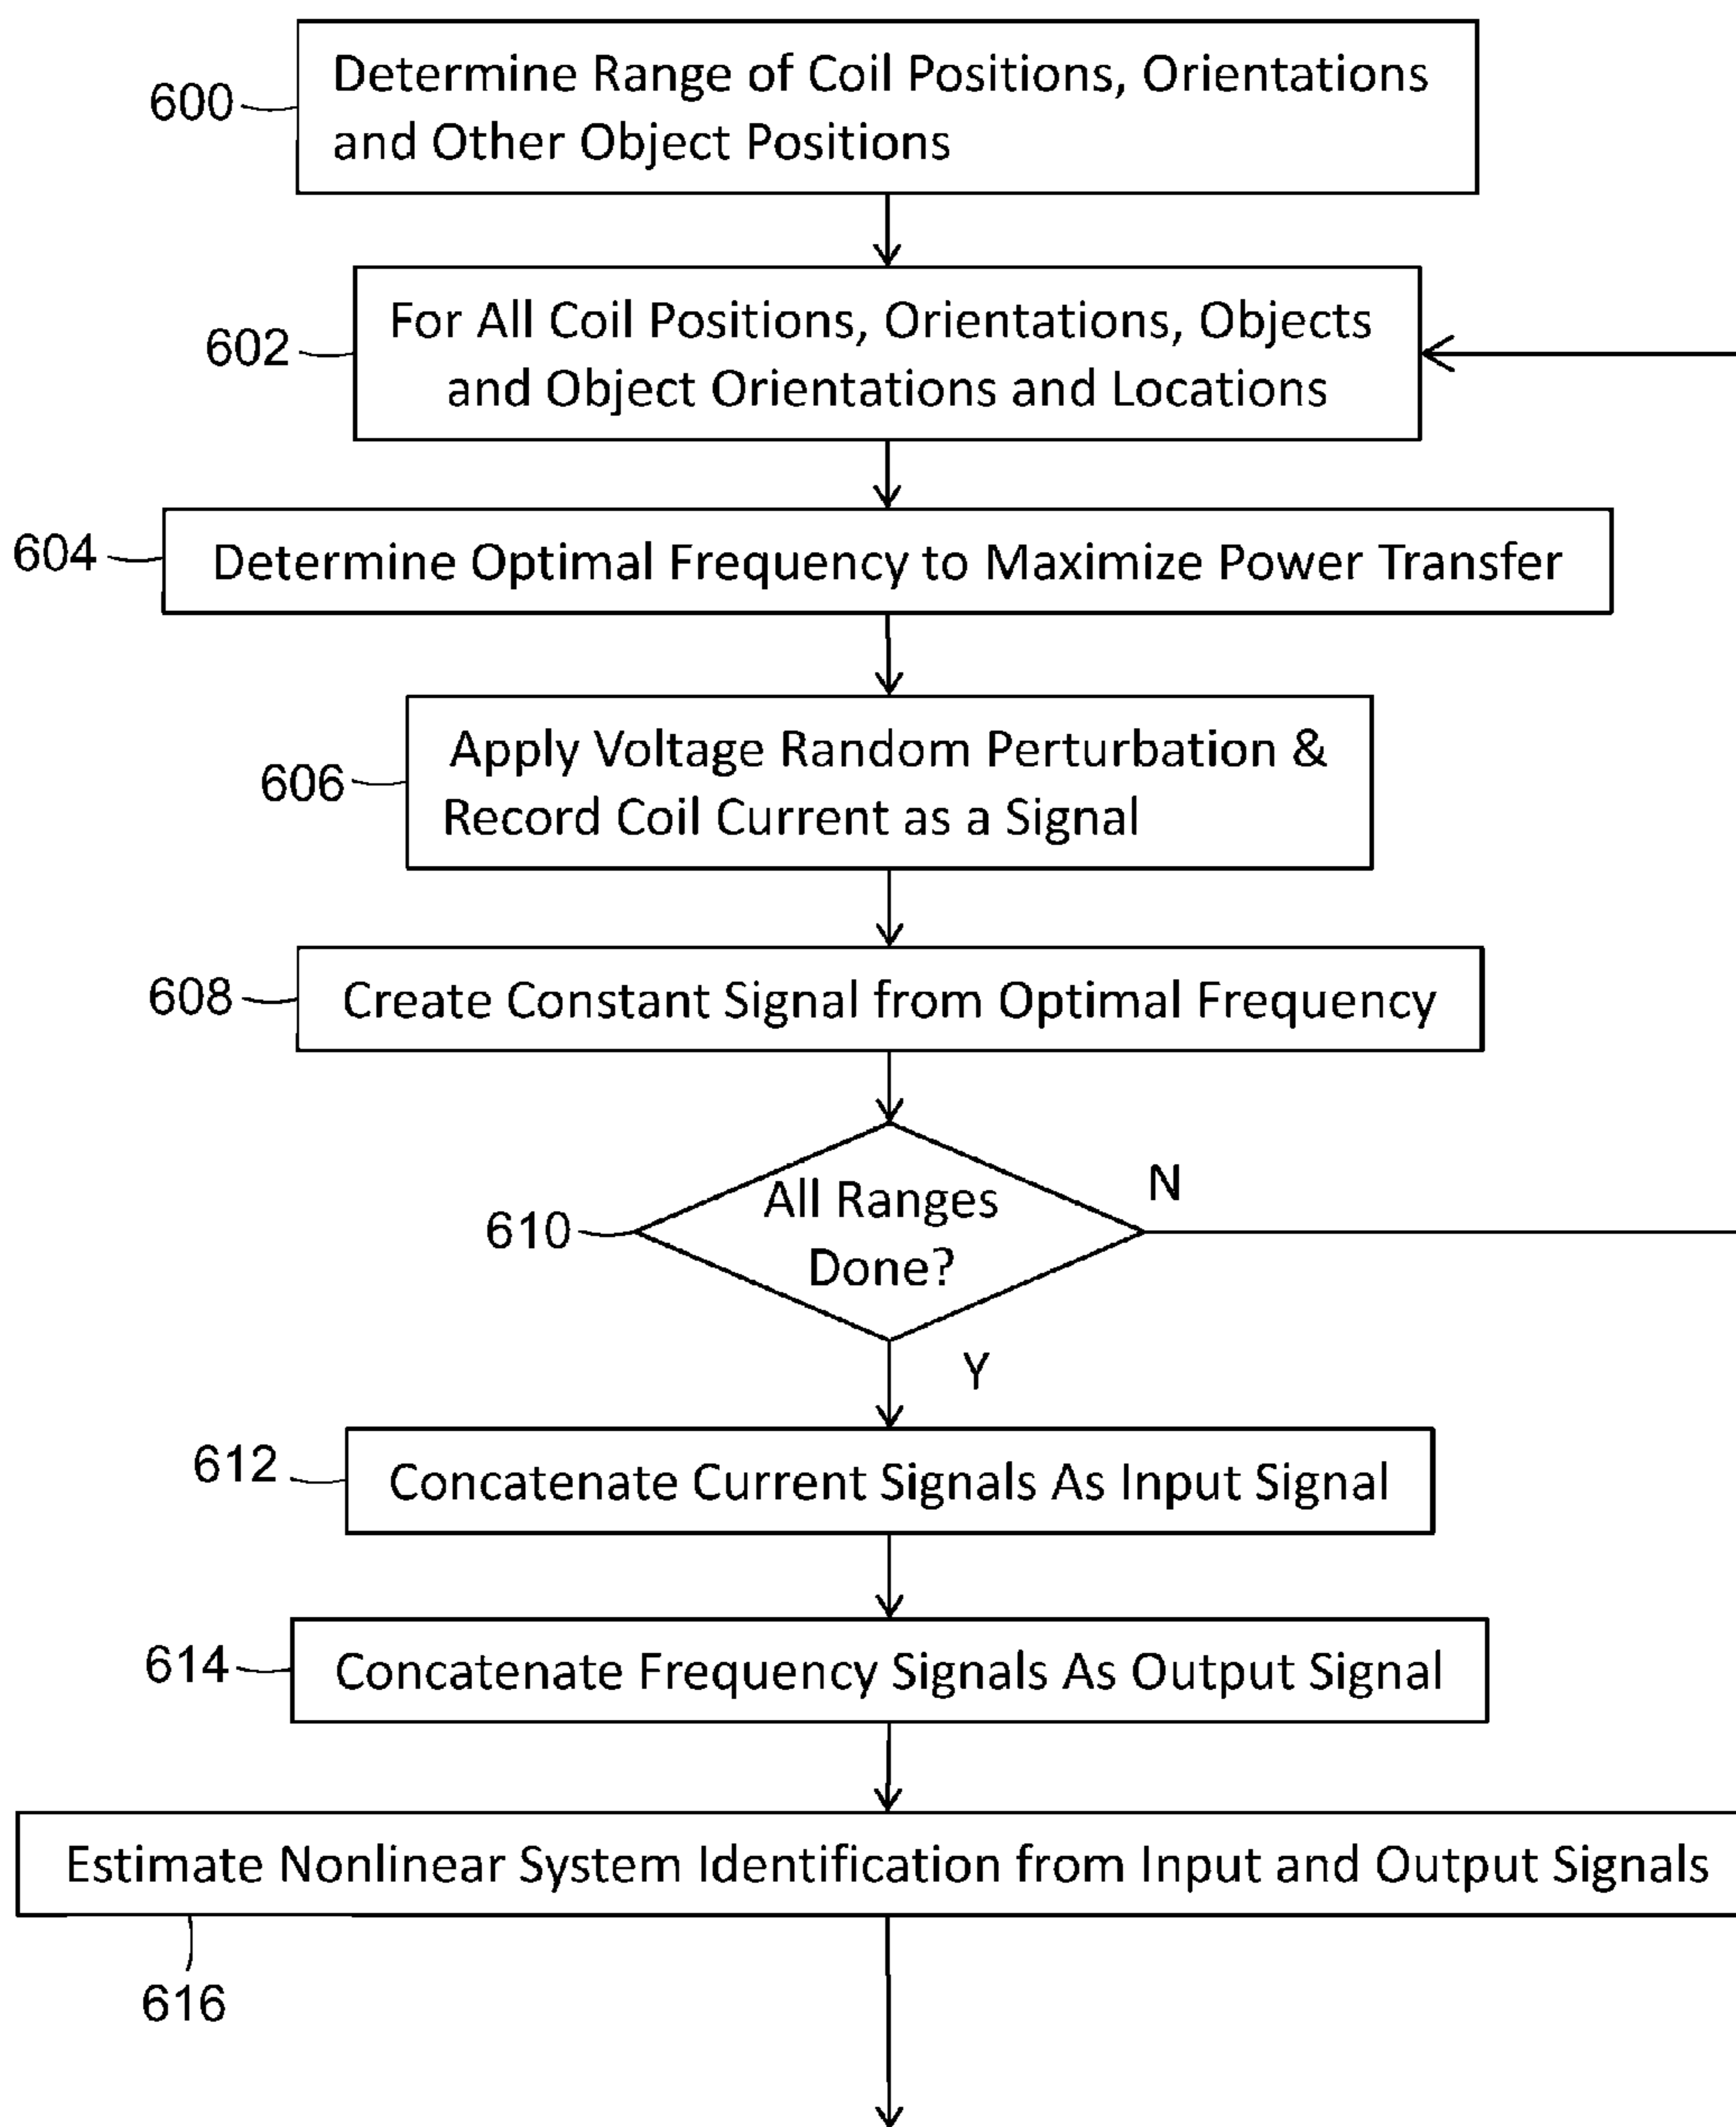 600
Determine Range of Coil Positions, Orientations
and Other Object Positions
602
For All Coil Positions, Orientations, Objects
and Object Orientations and Locations
604
Determine Optimal Frequency to Maximize Power Transfer
606
Apply Voltage Random Perturbation &
Record Coil Current as a Signal
608
Create Constant Signal from Optimal Frequency
610
All Ranges
Done?
N
Y
612
Concatenate Current Signals As Input Signal
614
Concatenate Frequency Signals As Output Signal
Estimate Nonlinear System Identification from Input and Output Signals
616